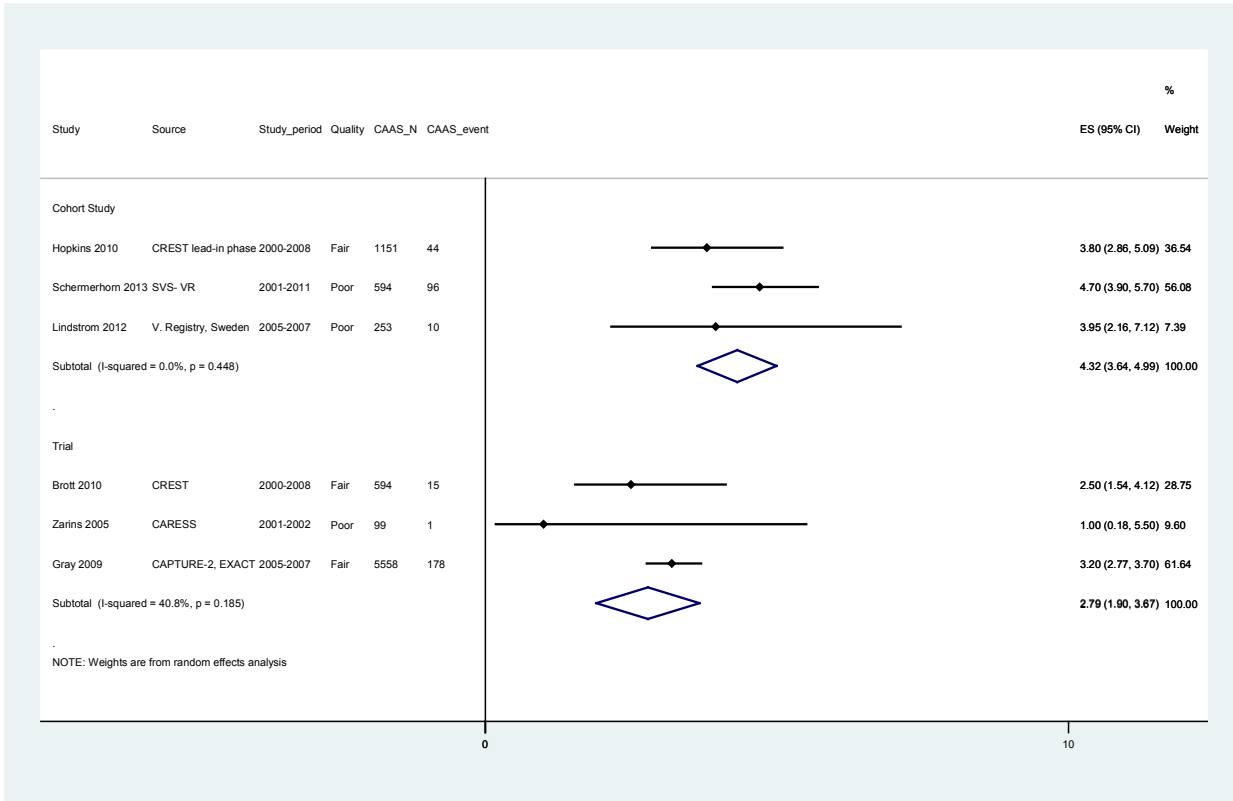 %
Study Source Study_period Quality CAAS_N CAAS_event ES (95% CI) Weight
Cohort Study
Hopkins 2010 CREST lead-in phase 2000-2008 Fair 1151 44 3.80 (2.86, 5.09) 36.54
Schermerhorn 2013 SVS- VR 2001-2011 Poor 594 96 4.70 (3.90, 5.70) 56.08
Lindstrom 2012 V. Registry, Sweden 2005-2007 Poor 253 10 3.95 (2.16, 7.12) 7.39
Subtotal (I-squared = 0.0%, p = 0.448) 4.32 (3.64, 4.99) 100.00
.
Trial
Brott 2010 CREST 2000-2008 Fair 594 15 2.50 (1.54, 4.12) 28.75
Zarins 2005 CARESS 2001-2002 Poor 99 1 1.00 (0.18, 5.50) 9.60
Gray 2009 CAPTURE-2, EXACT 2005-2007 Fair 5558 178 3.20 (2.77, 3.70) 61.64
Subtotal (I-squared = 40.8%, p = 0.185) 2.79 (1.90, 3.67) 100.00
.
NOTE: Weights are from random effects analysis
0 10